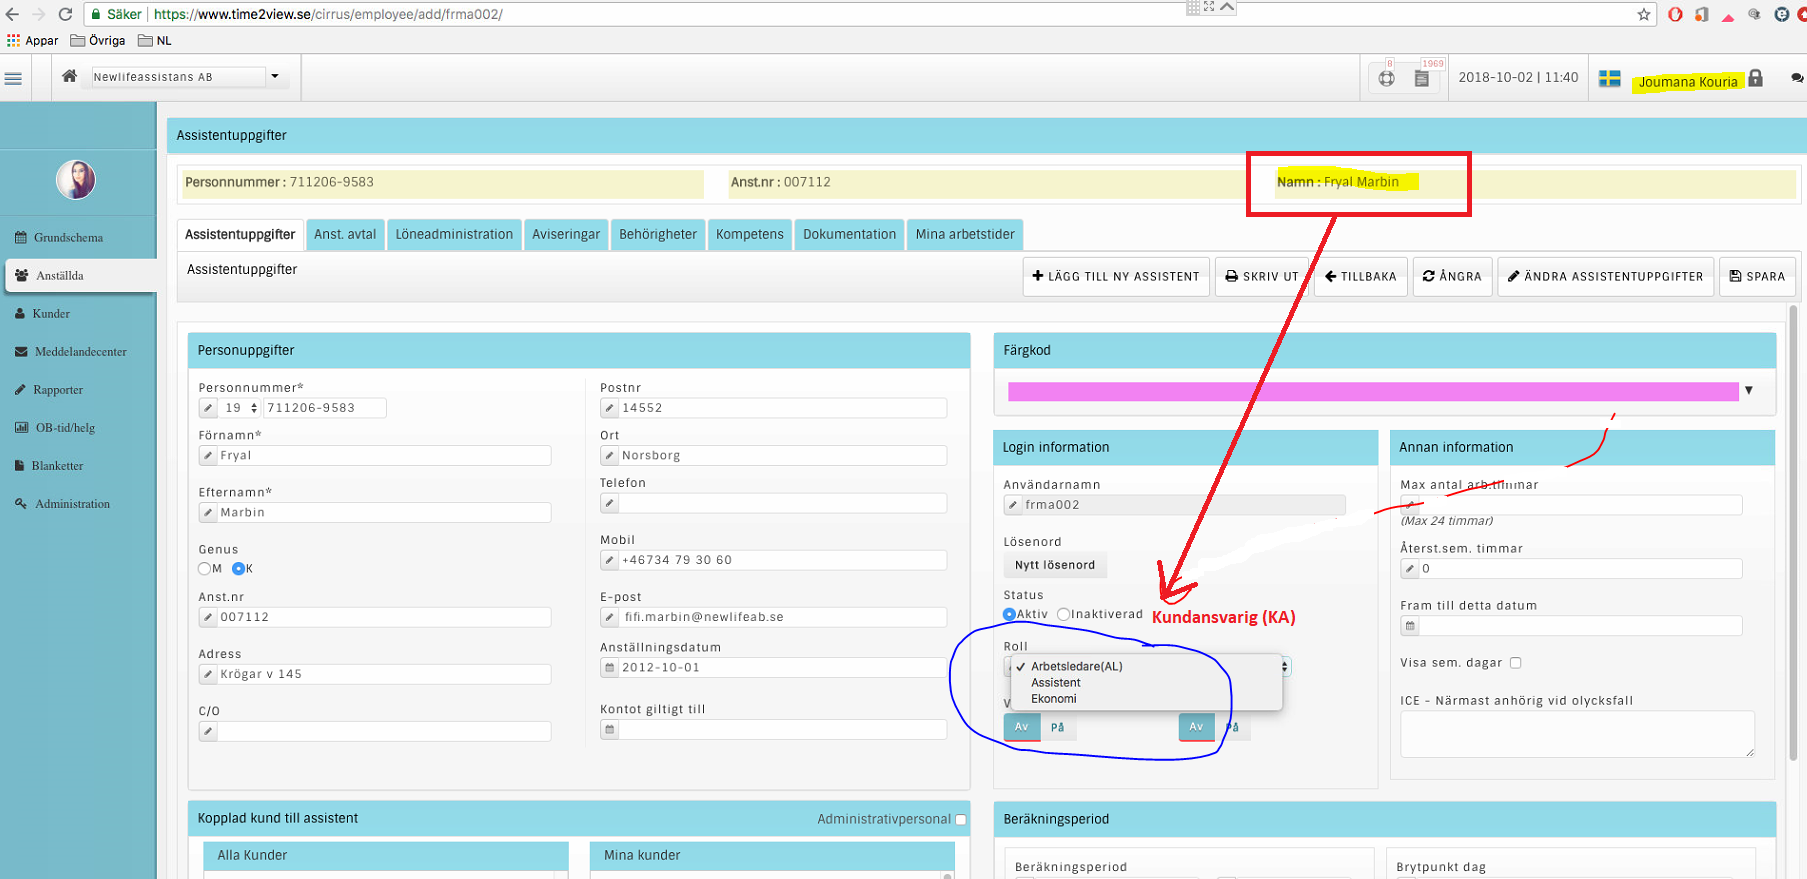 Säker | https://www.time2view.se/cirrus/employee/add/frma002/
Appar Övriga NL
Newlifeassistans AB
8 1969
2018-10-02 | 11:40
Joumana Kouria
Assistentuppgifter
Personnummer : 711206-9583 Anst.nr : 007112 Namn : Fryal Marbin
Grundschema
Anställda
Kunder
Meddelandecenter
Rapporter
OB-tid/helg
Blanketter
Administration
Assistentuppgifter Anst. avtal Löneadministration Aviseringar Behörigheter Kompetens Dokumentation Mina arbetstider
Assistentuppgifter
LÄGG TILL NY ASSISTENT SKRIV UT TILLBAKA ÅNGRA ÄNDRA ASSISTENTUPPGIFTER SPARA
Personuppgifter
Personnummer*
19 711206-9583
Förnamn*
Fryal
Efternamn*
Marbin
Genus
M K
Anst.nr
007112
Adress
Krögar v 145
C/O
Postnr
14552
Ort
Norsborg
Telefon
Mobil
+46734 79 30 60
E-post
fifi.marbin@newlifeab.se
Anställningsdatum
2012-10-01
Kontot giltigt till
Färgkod
Login information
Användarnamn
frma002
Lösenord
Nytt lösenord
Status
Aktiv Inaktiverad
Kundansvarig (KA)
Roll
✓ Arbetsledare(AL)
Assistent
Ekonomi
Av På Av På
Annan information
Max antal arb.timmar
(Max 24 timmar)
Återst.sem. timmar
0
Fram till detta datum
Visa sem. dagar
ICE - Närmast anhörig vid olycksfall
Kopplad kund till assistent Administrativpersonal
Alla Kunder Mina kunder
Beräkningsperiod
Beräkningsperiod Brytpunkt dag